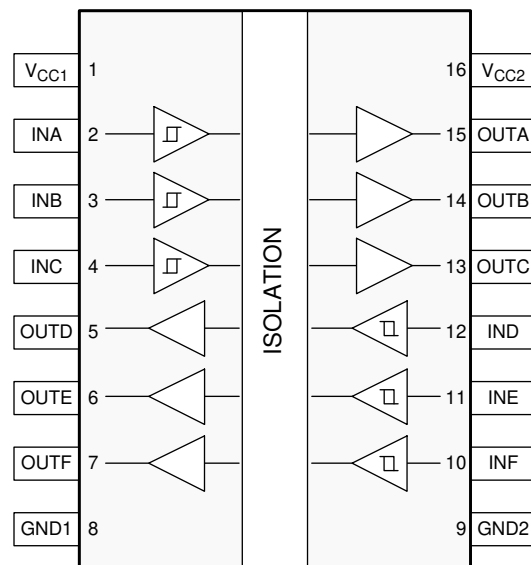 VCC1 1 16 VCC2
INA 2 15 OUTA
INB 3 14 OUTB
INC 4 13 OUTC
OUTD 5 12 IND
OUTE 6 11 INE
OUTF 7 10 INF
GND1 8 9 GND2
ISOLATION